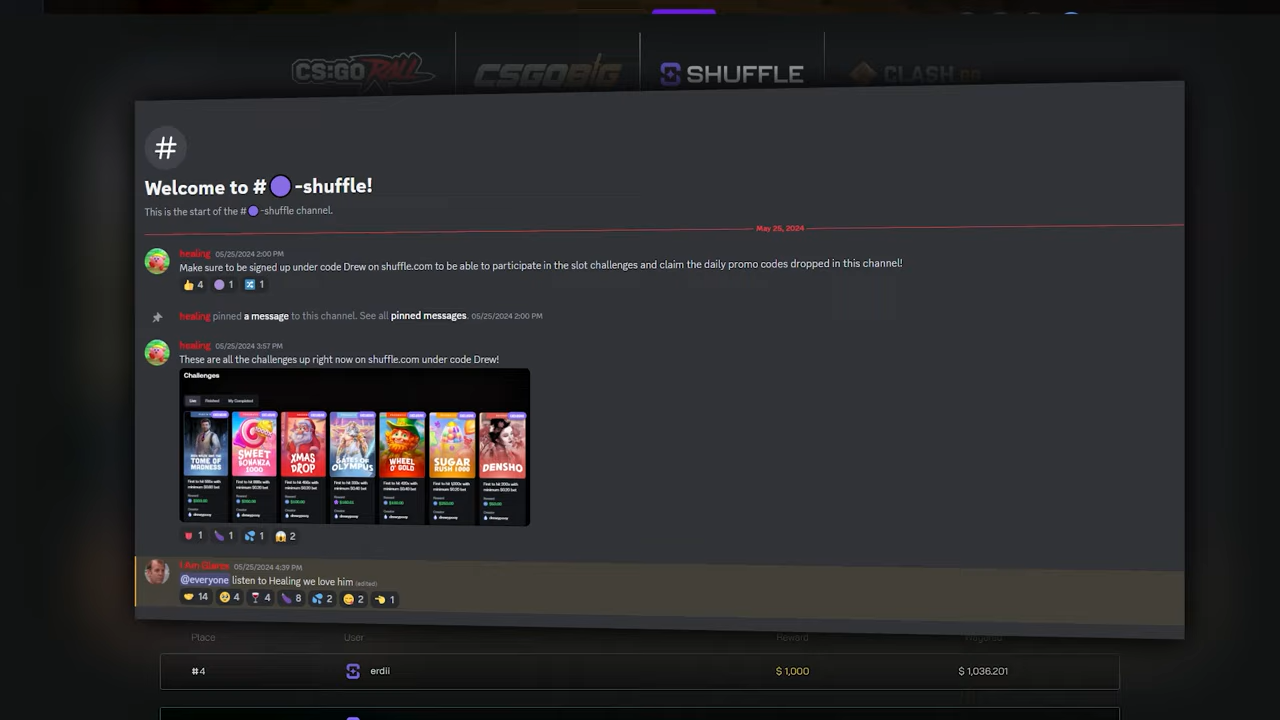 CS:GO ROLL
CSGOBIG
SHUFFLE
CLASH.GG
#
Welcome to # -shuffle!
This is the start of the # -shuffle channel.
May 25, 2024
healing 05/25/2024 2:00 PM
Make sure to be signed up under code Drew on shuffle.com to be able to participate in the slot challenges and claim the daily promo codes dropped in this channel!
4 1 1
healing pinned a message to this channel. See all pinned messages. 05/25/2024 2:00 PM
healing 05/25/2024 3:57 PM
These are all the challenges up right now on shuffle.com under code Drew!
Challenges
Live Finished My Completed
TOME OF MADNESS
SWEET BONANZA 1000
XMAS DROP
GATES OF OLYMPUS
WHEEL O' GOLD
SUGAR RUSH 1000
DENSHO
1 1 1 2
05/25/2024 4:39 PM
@everyone listen to Healing we love him (edited)
14 4 4 8 2 2 1
Place User Reward Wagered
#4 erdii $ 1,000 $ 1,036.201